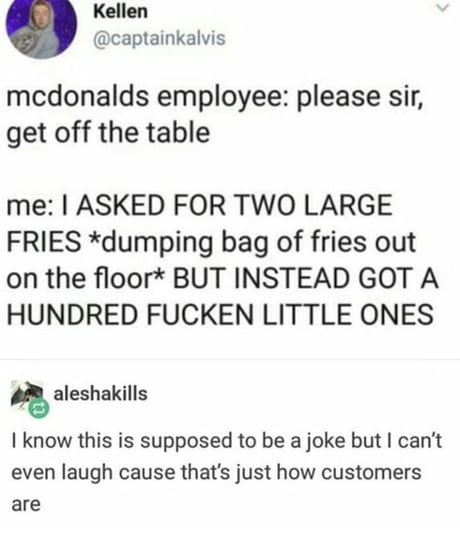 Kellen
@captainkalvis
mcdonalds employee: please sir,
get off the table
me: I ASKED FOR TWO LARGE
FRIES *dumping bag of fries out
on the floor* BUT INSTEAD GOT A
HUNDRED FUCKEN LITTLE ONES
aleshakills
I know this is supposed to be a joke but I can't
even laugh cause that's just how customers
are